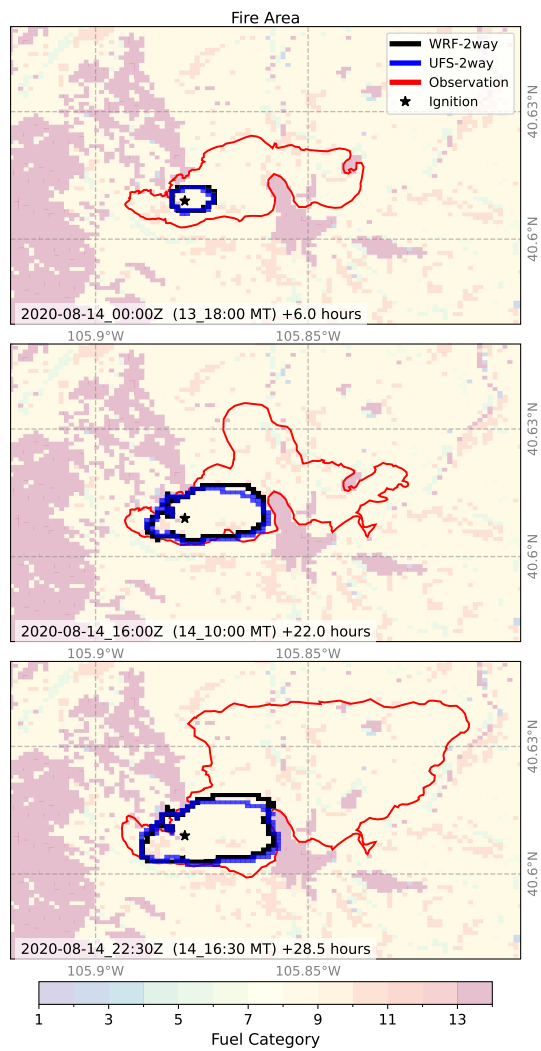 Fire Area
WRF-2way
UFS-2way
Observation
Ignition
40.63°N
40.6°N
2020-08-14_00:00Z  (13_18:00 MT) +6.0 hours
105.9°W
105.85°W
40.63°N
40.6°N
2020-08-14_16:00Z  (14_10:00 MT) +22.0 hours
105.9°W
105.85°W
40.63°N
40.6°N
2020-08-14_22:30Z  (14_16:30 MT) +28.5 hours
105.9°W
105.85°W
1 3 5 7 9 11 13
Fuel Category